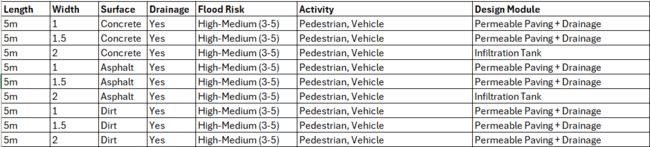 Length Width Surface Drainage Flood Risk Activity Design Module
5m 1 Concrete Yes High-Medium (3-5) Pedestrian, Vehicle Permeable Paving + Drainage
5m 1.5 Concrete Yes High-Medium (3-5) Pedestrian, Vehicle Permeable Paving + Drainage
5m 2 Concrete Yes High-Medium (3-5) Pedestrian, Vehicle Infiltration Tank
5m 1 Asphalt Yes High-Medium (3-5) Pedestrian, Vehicle Permeable Paving + Drainage
5m 1.5 Asphalt Yes High-Medium (3-5) Pedestrian, Vehicle Permeable Paving + Drainage
5m 2 Asphalt Yes High-Medium (3-5) Pedestrian, Vehicle Infiltration Tank
5m 1 Dirt Yes High-Medium (3-5) Pedestrian, Vehicle Permeable Paving + Drainage
5m 1.5 Dirt Yes High-Medium (3-5) Pedestrian, Vehicle Permeable Paving + Drainage
5m 2 Dirt Yes High-Medium (3-5) Pedestrian, Vehicle Permeable Paving + Drainage